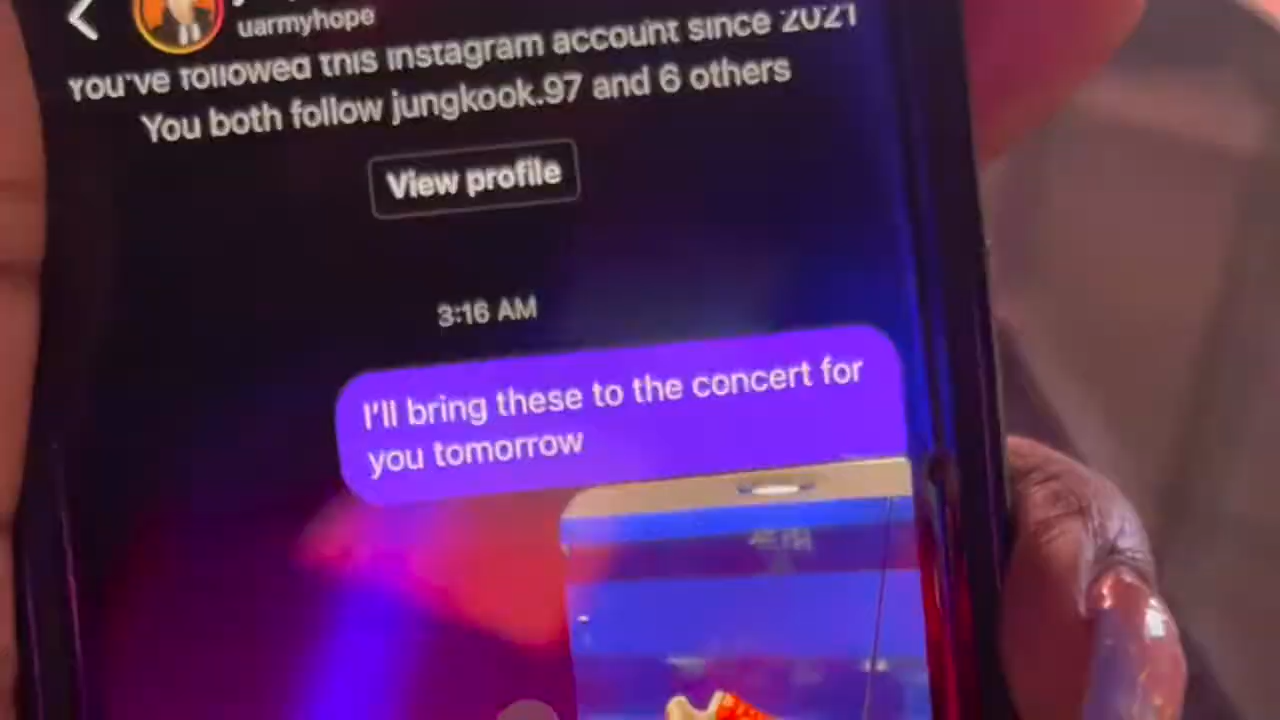 uarmyhope
You've followed this Instagram account since 2021
You both follow jungkook.97 and 6 others
View profile
3:16 AM
I'll bring these to the concert for
you tomorrow